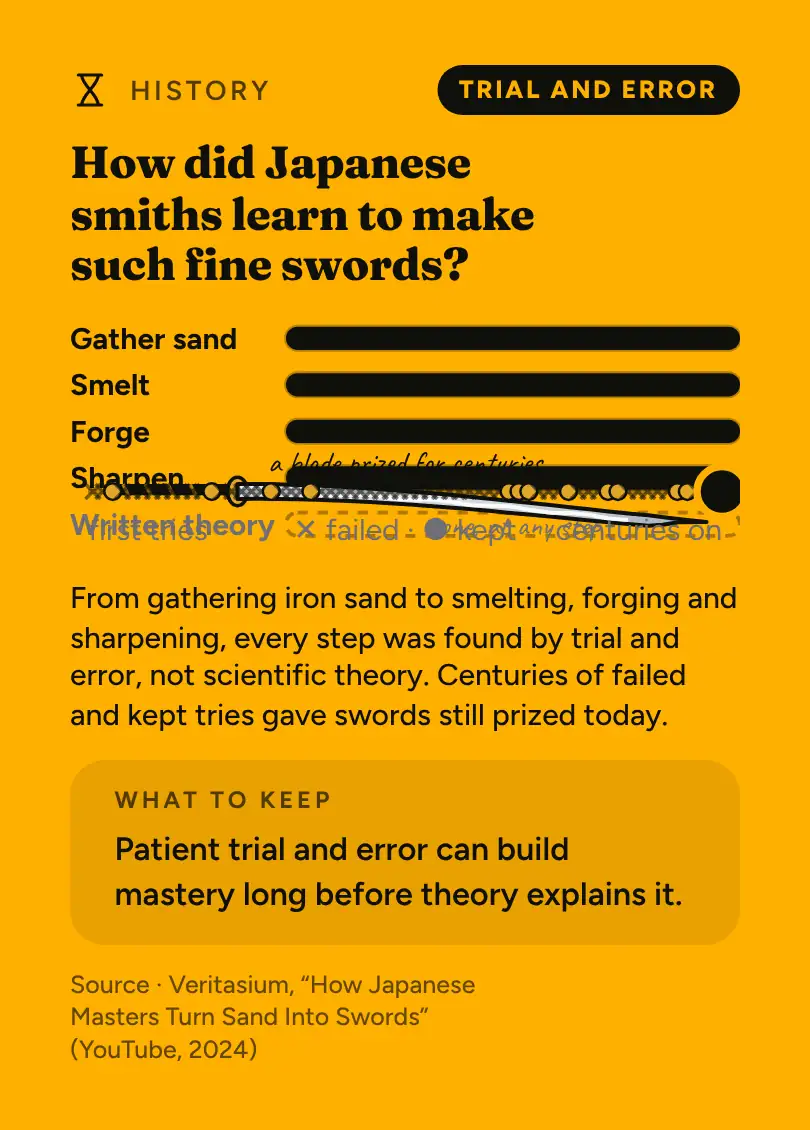 HISTORY
TRIAL AND ERROR
How did Japanese
smiths learn to make
such fine swords?
Gather sand
Smelt
Forge
a blade prized for centuries
Sharpen
Written theory
first tries
failed · kept · centuries on
From gathering iron sand to smelting, forging and
sharpening, every step was found by trial and
error, not scientific theory. Centuries of failed
and kept tries gave swords still prized today.
WHAT TO KEEP
Patient trial and error can build
mastery long before theory explains it.
Source · Veritasium, “How Japanese
Masters Turn Sand Into Swords”
(YouTube, 2024)